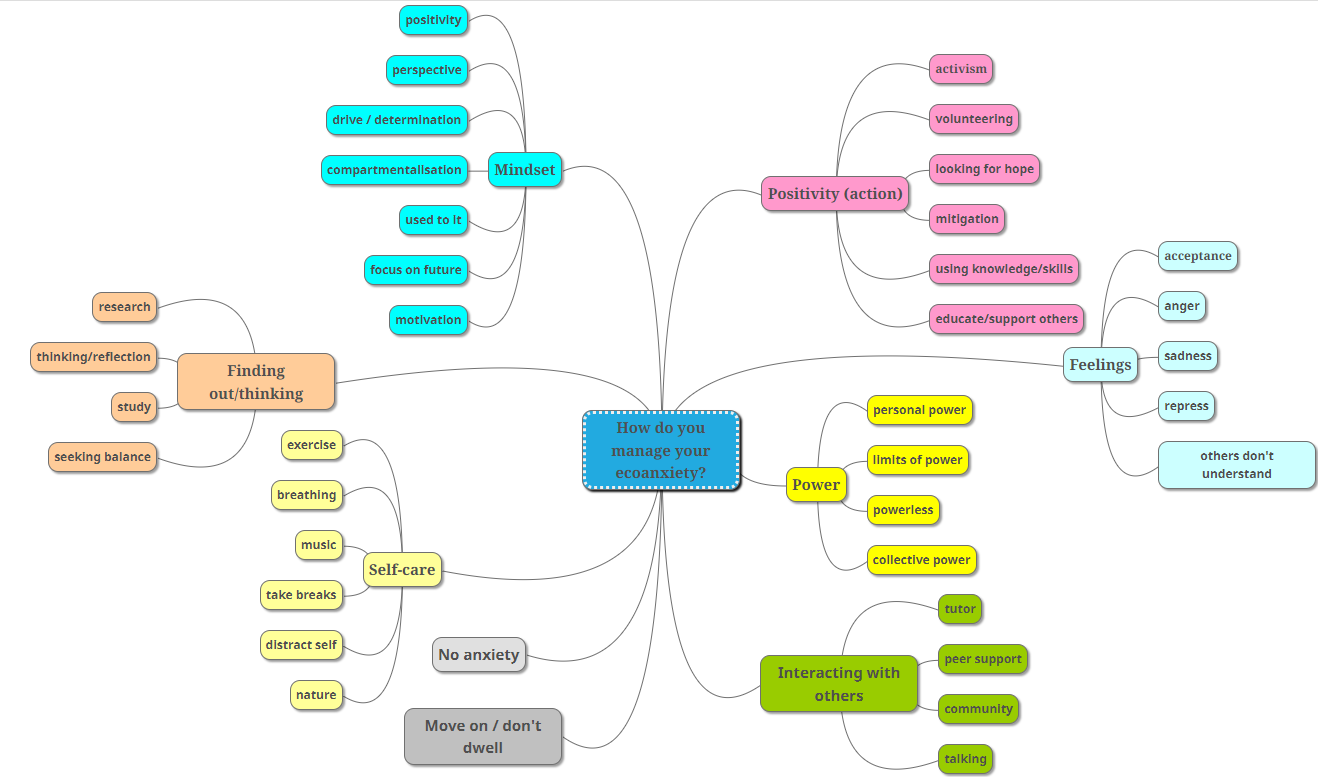 How do you
manage your
ecoanxiety?
Mindset
positivity
perspective
drive / determination
compartmentalisation
used to it
focus on future
motivation
Finding
out/thinking
research
thinking/reflection
study
seeking balance
Self-care
exercise
breathing
music
take breaks
distract self
nature
No anxiety
Move on / don't
dwell
Positivity (action)
activism
volunteering
looking for hope
mitigation
using knowledge/skills
educate/support others
Feelings
acceptance
anger
sadness
repress
others don't
understand
Power
personal power
limits of power
powerless
collective power
Interacting with
others
tutor
peer support
community
talking